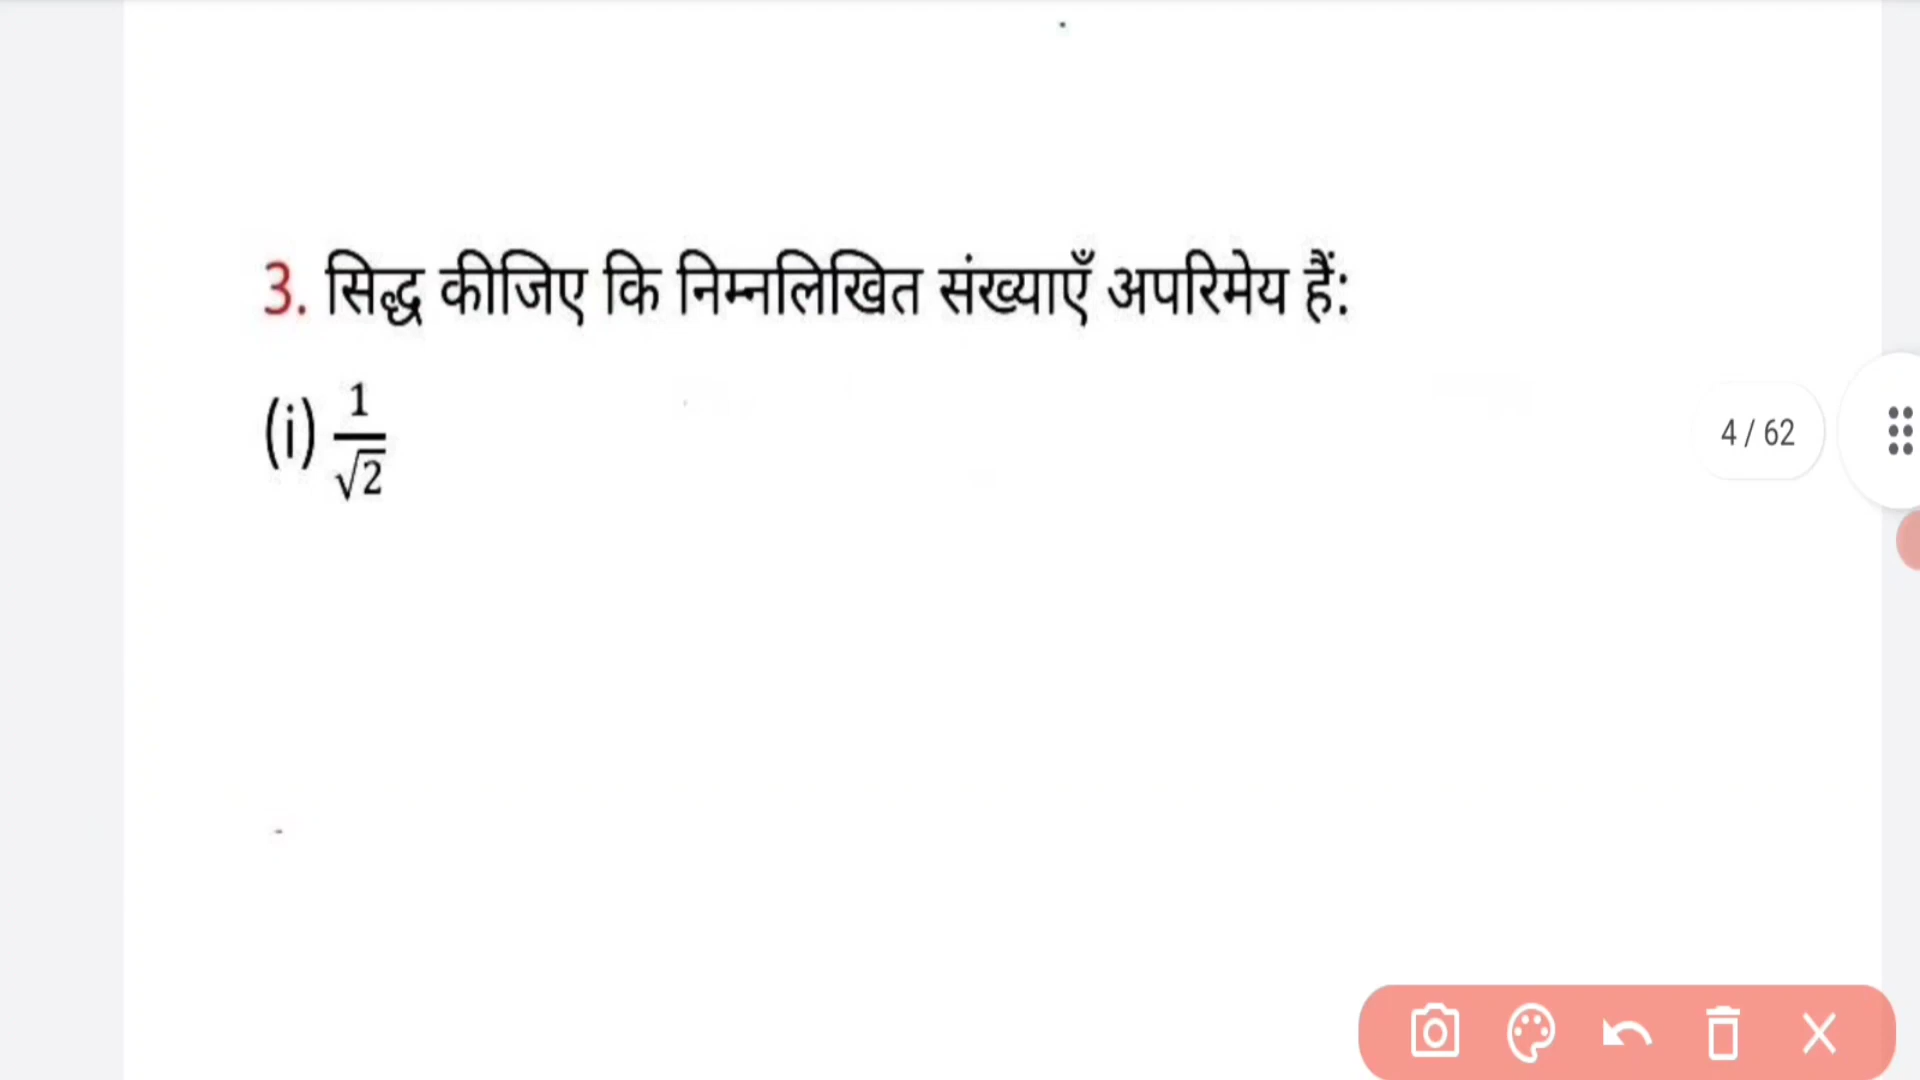 3. सिद्ध कीजिए कि निम्नलिखित संख्याएँ अपरिमेय हैं:
(i) 1/√2
4 / 62